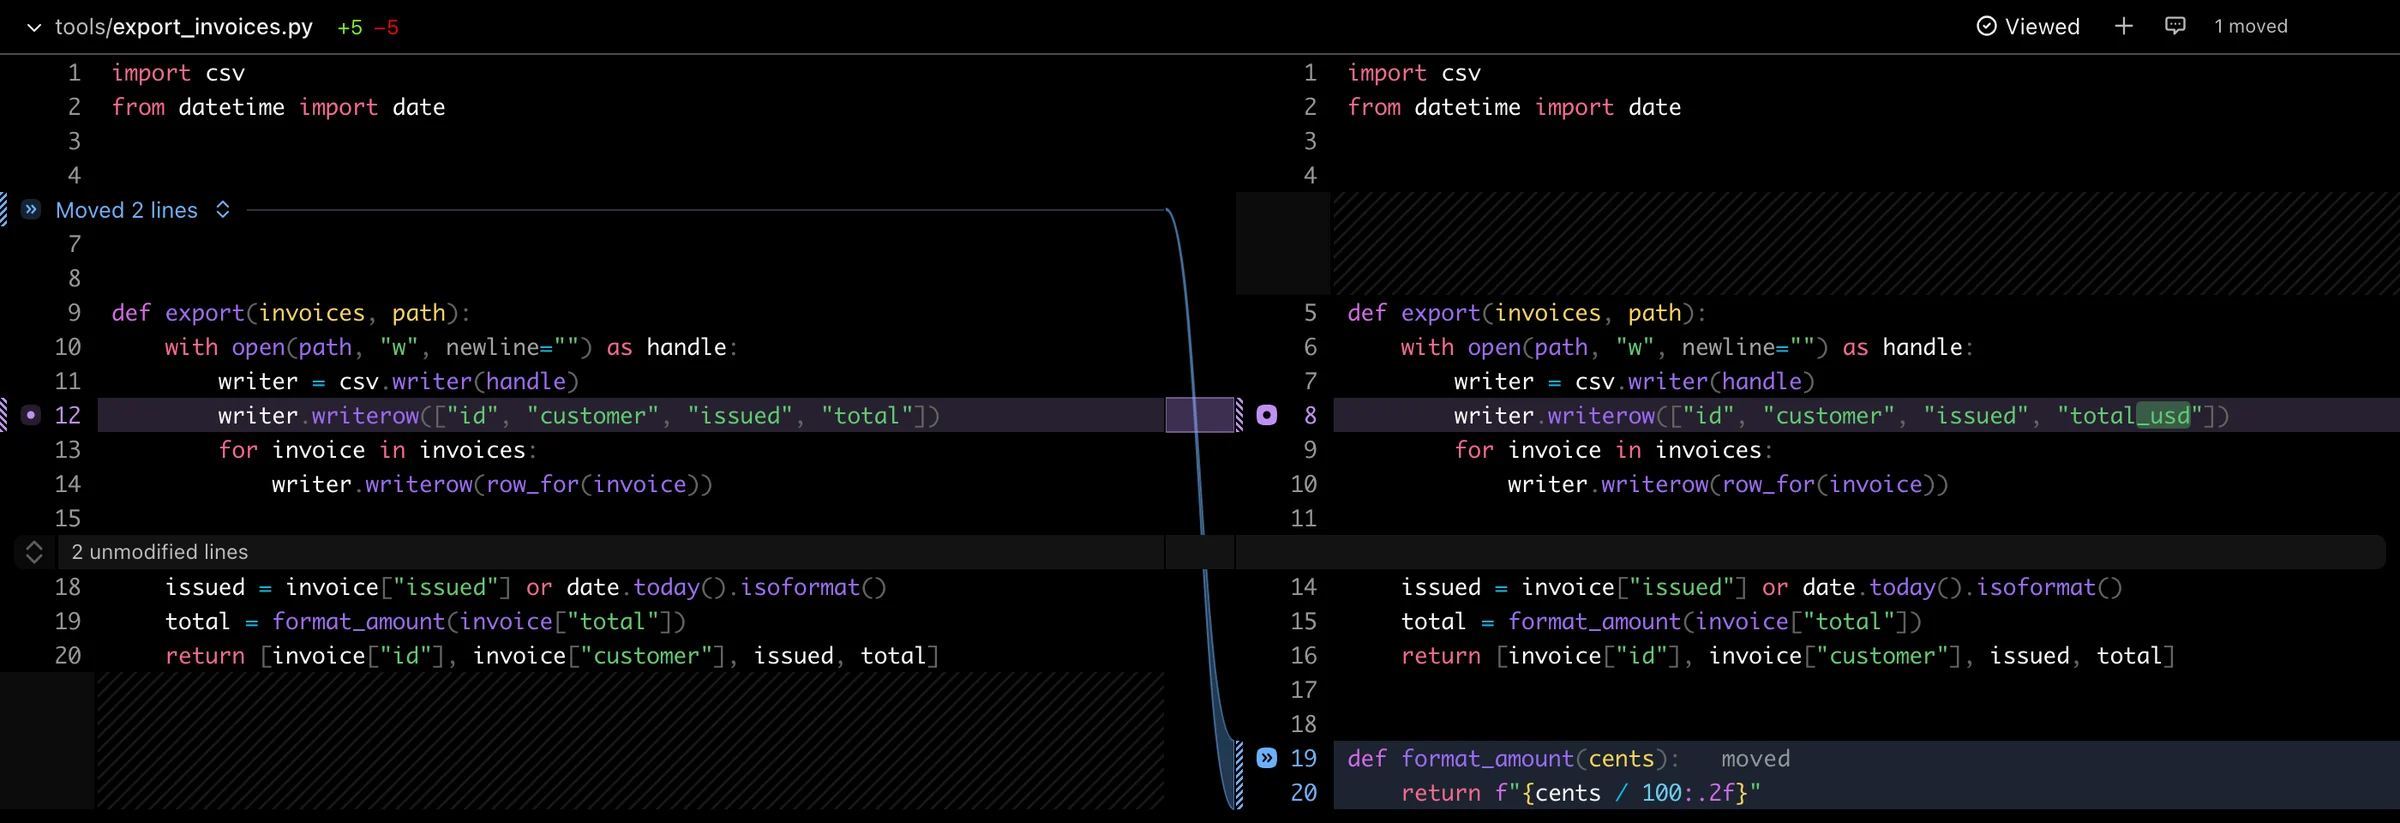 tools/export_invoices.py +5 −5 Viewed 1 moved
1 import csv
2 from datetime import date
3
4
Moved 2 lines
7
8
9 def export(invoices, path):
10     with open(path, "w", newline="") as handle:
11         writer = csv.writer(handle)
12         writer.writerow(["id", "customer", "issued", "total"])
13         for invoice in invoices:
14             writer.writerow(row_for(invoice))
15
2 unmodified lines
18     issued = invoice["issued"] or date.today().isoformat()
19     total = format_amount(invoice["total"])
20     return [invoice["id"], invoice["customer"], issued, total]
1 import csv
2 from datetime import date
3
4
5 def export(invoices, path):
6     with open(path, "w", newline="") as handle:
7         writer = csv.writer(handle)
8         writer.writerow(["id", "customer", "issued", "total_usd"])
9         for invoice in invoices:
10             writer.writerow(row_for(invoice))
11
14     issued = invoice["issued"] or date.today().isoformat()
15     total = format_amount(invoice["total"])
16     return [invoice["id"], invoice["customer"], issued, total]
17
18
19 def format_amount(cents): moved
20     return f"{cents / 100:.2f}"